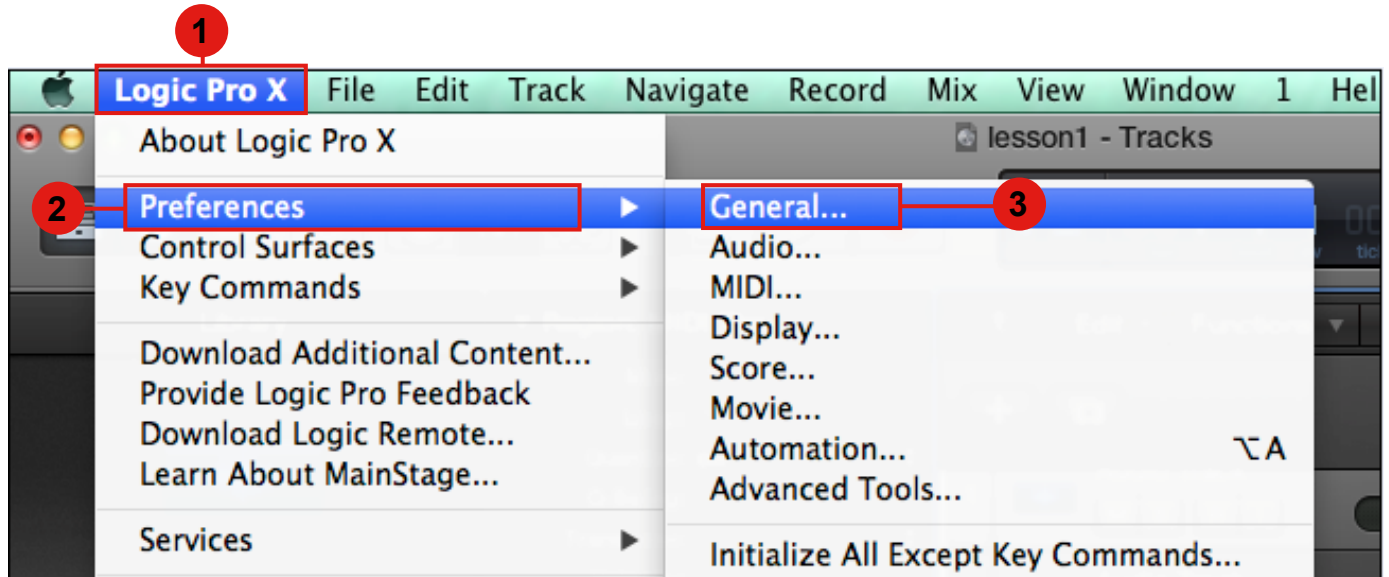 1
Logic Pro X File Edit Track Navigate Record Mix View Window 1 Hel
About Logic Pro X
lesson1 - Tracks
2
Preferences
General...
3
Control Surfaces
Audio...
Key Commands
MIDI...
Display...
Download Additional Content...
Score...
Provide Logic Pro Feedback
Movie...
Download Logic Remote...
Automation... ⌥A
Learn About MainStage...
Advanced Tools...
Services
Initialize All Except Key Commands...